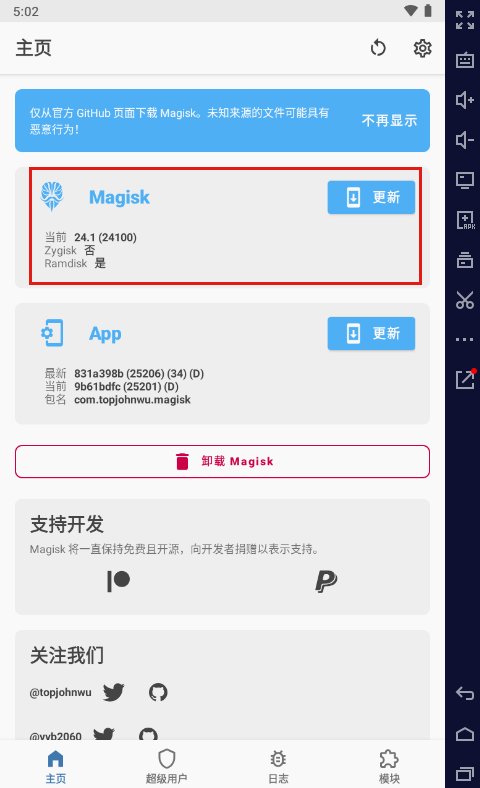 5:02
主页
仅从官方 GitHub 页面下载 Magisk。未知来源的文件可能具有
恶意行为！
不再显示
Magisk
更新
当前 24.1 (24100)
Zygisk 否
Ramdisk 是
App
更新
最新 831a398b (25206) (34) (D)
当前 9b61bdfc (25201) (D)
包名 com.topjohnwu.magisk
卸载 Magisk
支持开发
Magisk 将一直保持免费且开源，向开发者捐赠以表示支持。
关注我们
@topjohnwu
@vvb2060
主页
超级用户
日志
模块
APK